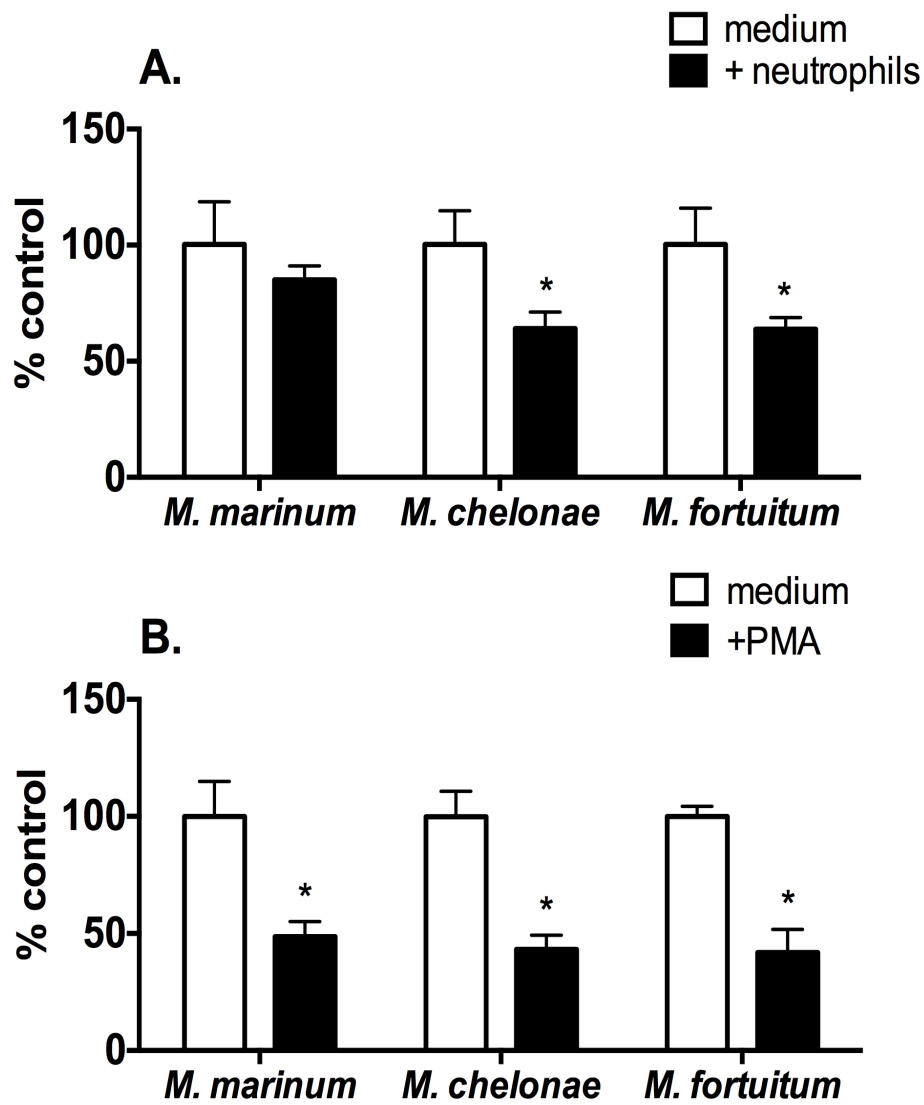 medium
+ neutrophils
A.
% control
150
100
50
0
M. marinum M. chelonae M. fortuitum
*
*
medium
+PMA
B.
% control
150
100
50
0
M. marinum M. chelonae M. fortuitum
*
*
*